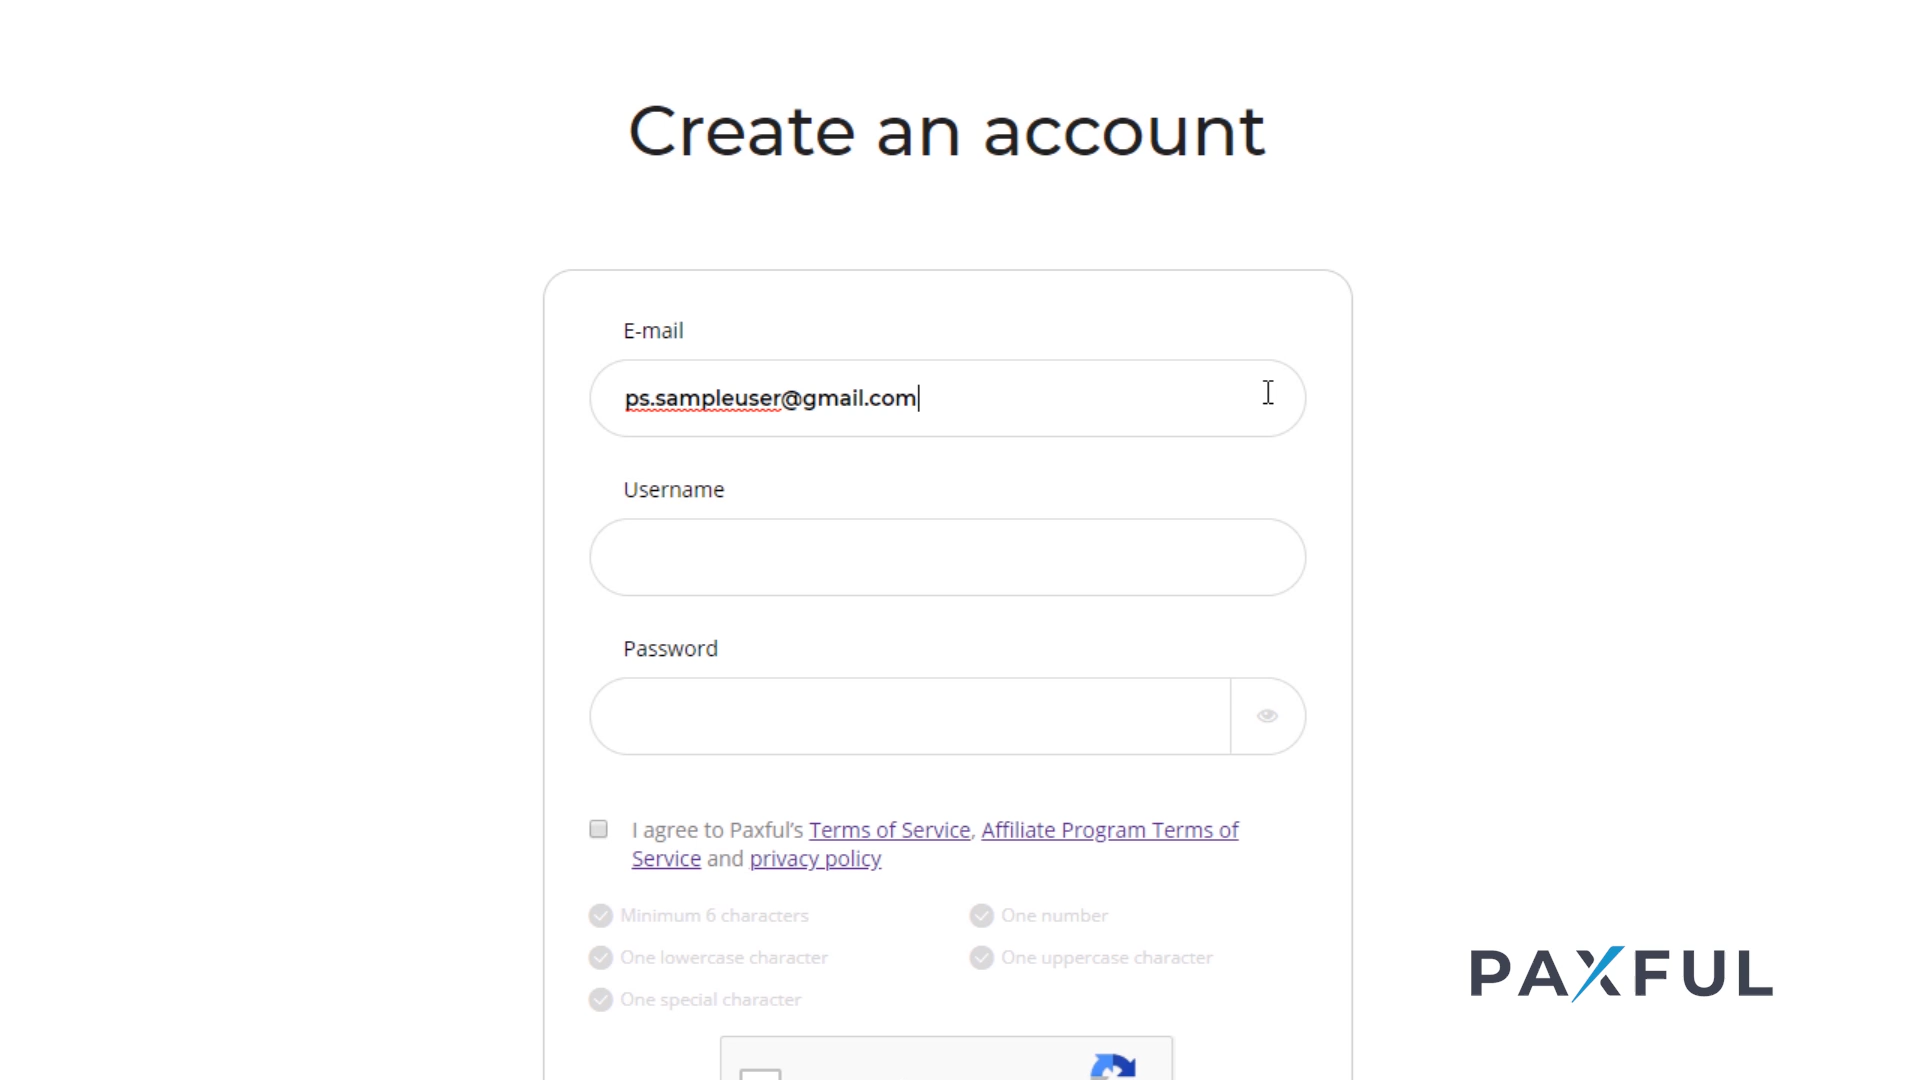 Create an account
E-mail
ps.sampleuser@gmail.com
Username
Password
I agree to Paxful’s Terms of Service, Affiliate Program Terms of
Service and privacy policy
Minimum 6 characters
One number
One lowercase character
One uppercase character
One special character
PAXFUL